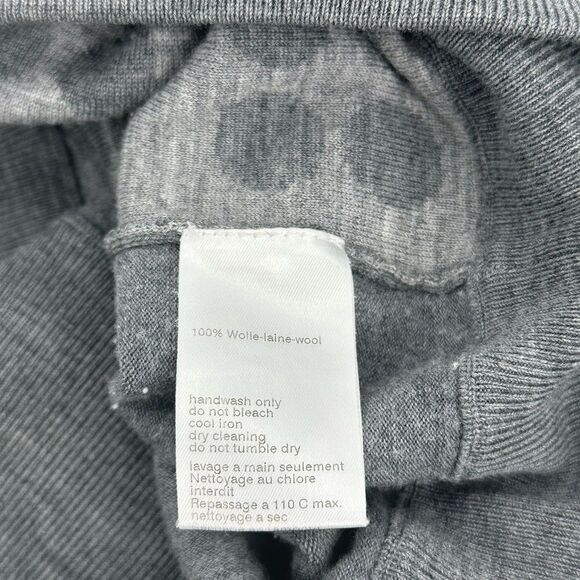 100% Wolle-laine-wool
handwash only
do not bleach
cool iron
dry cleaning
do not tumble dry
lavage a main seulement
Nettoyage au chlore
interdit
Repassage a 110 C max.
nettoyage a sec